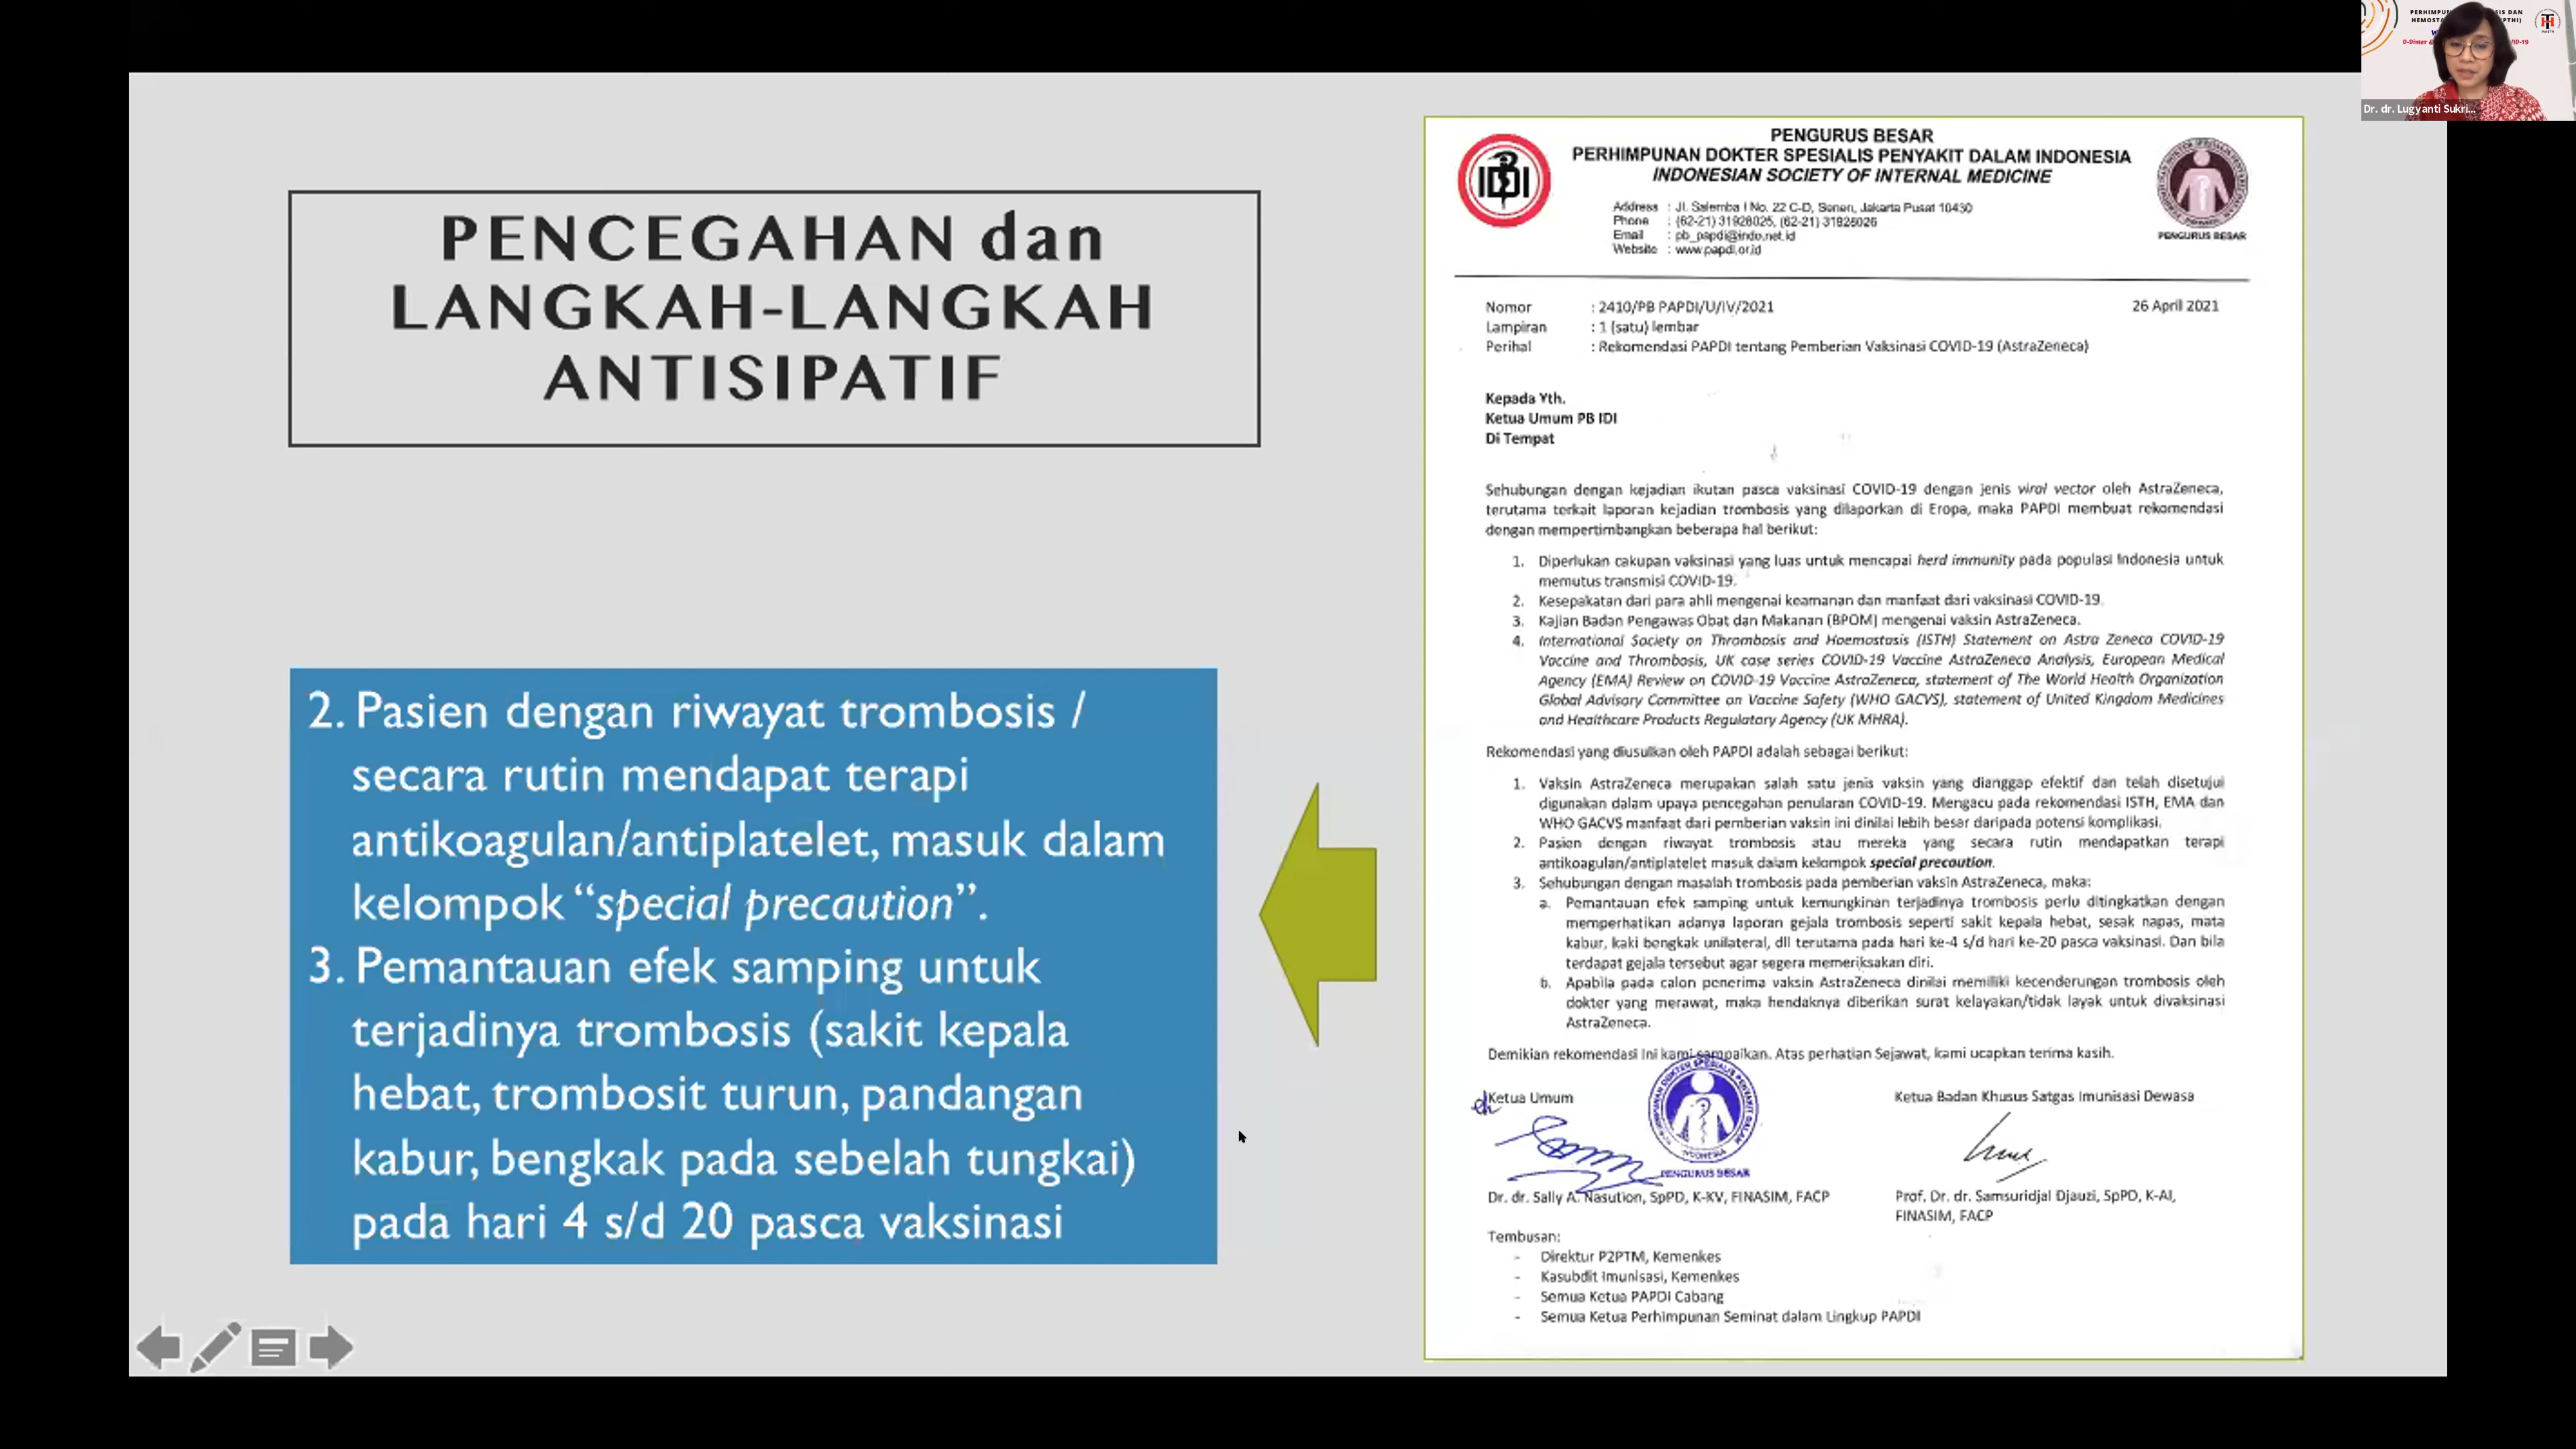 PERHIMPUN
SIS DAN
HEMOST
PTHI)
D-Dimer
ID-19
Dr. dr. Lugyanti Sukri...
PENCEGAHAN dan
LANGKAH-LANGKAH
ANTISIPATIF
2. Pasien dengan riwayat trombosis /
secara rutin mendapat terapi
antikoagulan/antiplatelet, masuk dalam
kelompok “special precaution”.
3. Pemantauan efek samping untuk
terjadinya trombosis (sakit kepala
hebat, trombosit turun, pandangan
kabur, bengkak pada sebelah tungkai)
pada hari 4 s/d 20 pasca vaksinasi
PENGURUS BESAR
PERHIMPUNAN DOKTER SPESIALIS PENYAKIT DALAM INDONESIA
INDONESIAN SOCIETY OF INTERNAL MEDICINE
Address : Jl. Salemba I No. 22 C-D, Senen, Jakarta Pusat 10430
Phone : (62-21) 31928025, (62-21) 31928026
Email : pb_papdi@indo.net.id
Website : www.papdi.or.id
IDI
PENGURUS BESAR
Nomor : 2410/PB PAPDI/U/IV/2021 26 April 2021
Lampiran : 1 (satu) lembar
Perihal : Rekomendasi PAPDI tentang Pemberian Vaksinasi COVID-19 (AstraZeneca)
Kepada Yth.
Ketua Umum PB IDI
Di Tempat
Sehubungan dengan kejadian ikutan pasca vaksinasi COVID-19 dengan jenis viral vector oleh AstraZeneca,
terutama terkait laporan kejadian trombosis yang dilaporkan di Eropa, maka PAPDI membuat rekomendasi
dengan mempertimbangkan beberapa hal berikut:
1. Diperlukan cakupan vaksinasi yang luas untuk mencapai herd immunity pada populasi Indonesia untuk
memutus transmisi COVID-19.
2. Kesepakatan dari para ahli mengenai keamanan dan manfaat dari vaksinasi COVID-19.
3. Kajian Badan Pengawas Obat dan Makanan (BPOM) mengenai vaksin AstraZeneca.
4. International Society on Thrombosis and Haemostasis (ISTH) Statement on Astra Zeneca COVID-19
Vaccine and Thrombosis, UK case series COVID-19 Vaccine AstraZeneca Analysis, European Medical
Agency (EMA) Review on COVID-19 Vaccine AstraZeneca, statement of The World Health Organization
Global Advisory Committee on Vaccine Safety (WHO GACVS), statement of United Kingdom Medicines
and Healthcare Products Regulatory Agency (UK MHRA).
Rekomendasi yang diusulkan oleh PAPDI adalah sebagai berikut:
1. Vaksin AstraZeneca merupakan salah satu jenis vaksin yang dianggap efektif dan telah disetujui
digunakan dalam upaya pencegahan penularan COVID-19. Mengacu pada rekomendasi ISTH, EMA dan
WHO GACVS manfaat dari pemberian vaksin ini dinilai lebih besar daripada potensi komplikasi.
2. Pasien dengan riwayat trombosis atau mereka yang secara rutin mendapatkan terapi
antikoagulan/antiplatelet masuk dalam kelompok special precaution.
3. Sehubungan dengan masalah trombosis pada pemberian vaksin AstraZeneca, maka:
a. Pemantauan efek samping untuk kemungkinan terjadinya trombosis perlu ditingkatkan dengan
memperhatikan adanya laporan gejala trombosis seperti sakit kepala hebat, sesak napas, mata
kabur, kaki bengkak unilateral, dll terutama pada hari ke-4 s/d hari ke-20 pasca vaksinasi. Dan bila
terdapat gejala tersebut agar segera memeriksakan diri.
b. Apabila pada calon penerima vaksin AstraZeneca dinilai memiliki kecenderungan trombosis oleh
dokter yang merawat, maka hendaknya diberikan surat kelayakan/tidak layak untuk divaksinasi
AstraZeneca.
Demikian rekomendasi ini kami sampaikan. Atas perhatian Sejawat, kami ucapkan terima kasih.
Ketua Umum
Ketua Badan Khusus Satgas Imunisasi Dewasa
INDONESIA
PENGURUS BESAR
Dr. dr. Sally A. Nasution, SpPD, K-KV, FINASIM, FACP
Prof. Dr. dr. Samsuridjal Djauzi, SpPD, K-AI,
FINASIM, FACP
Tembusan:
- Direktur P2PTM, Kemenkes
- Kasubdit Imunisasi, Kemenkes
- Semua Ketua PAPDI Cabang
- Semua Ketua Perhimpunan Seminat dalam Lingkup PAPDI